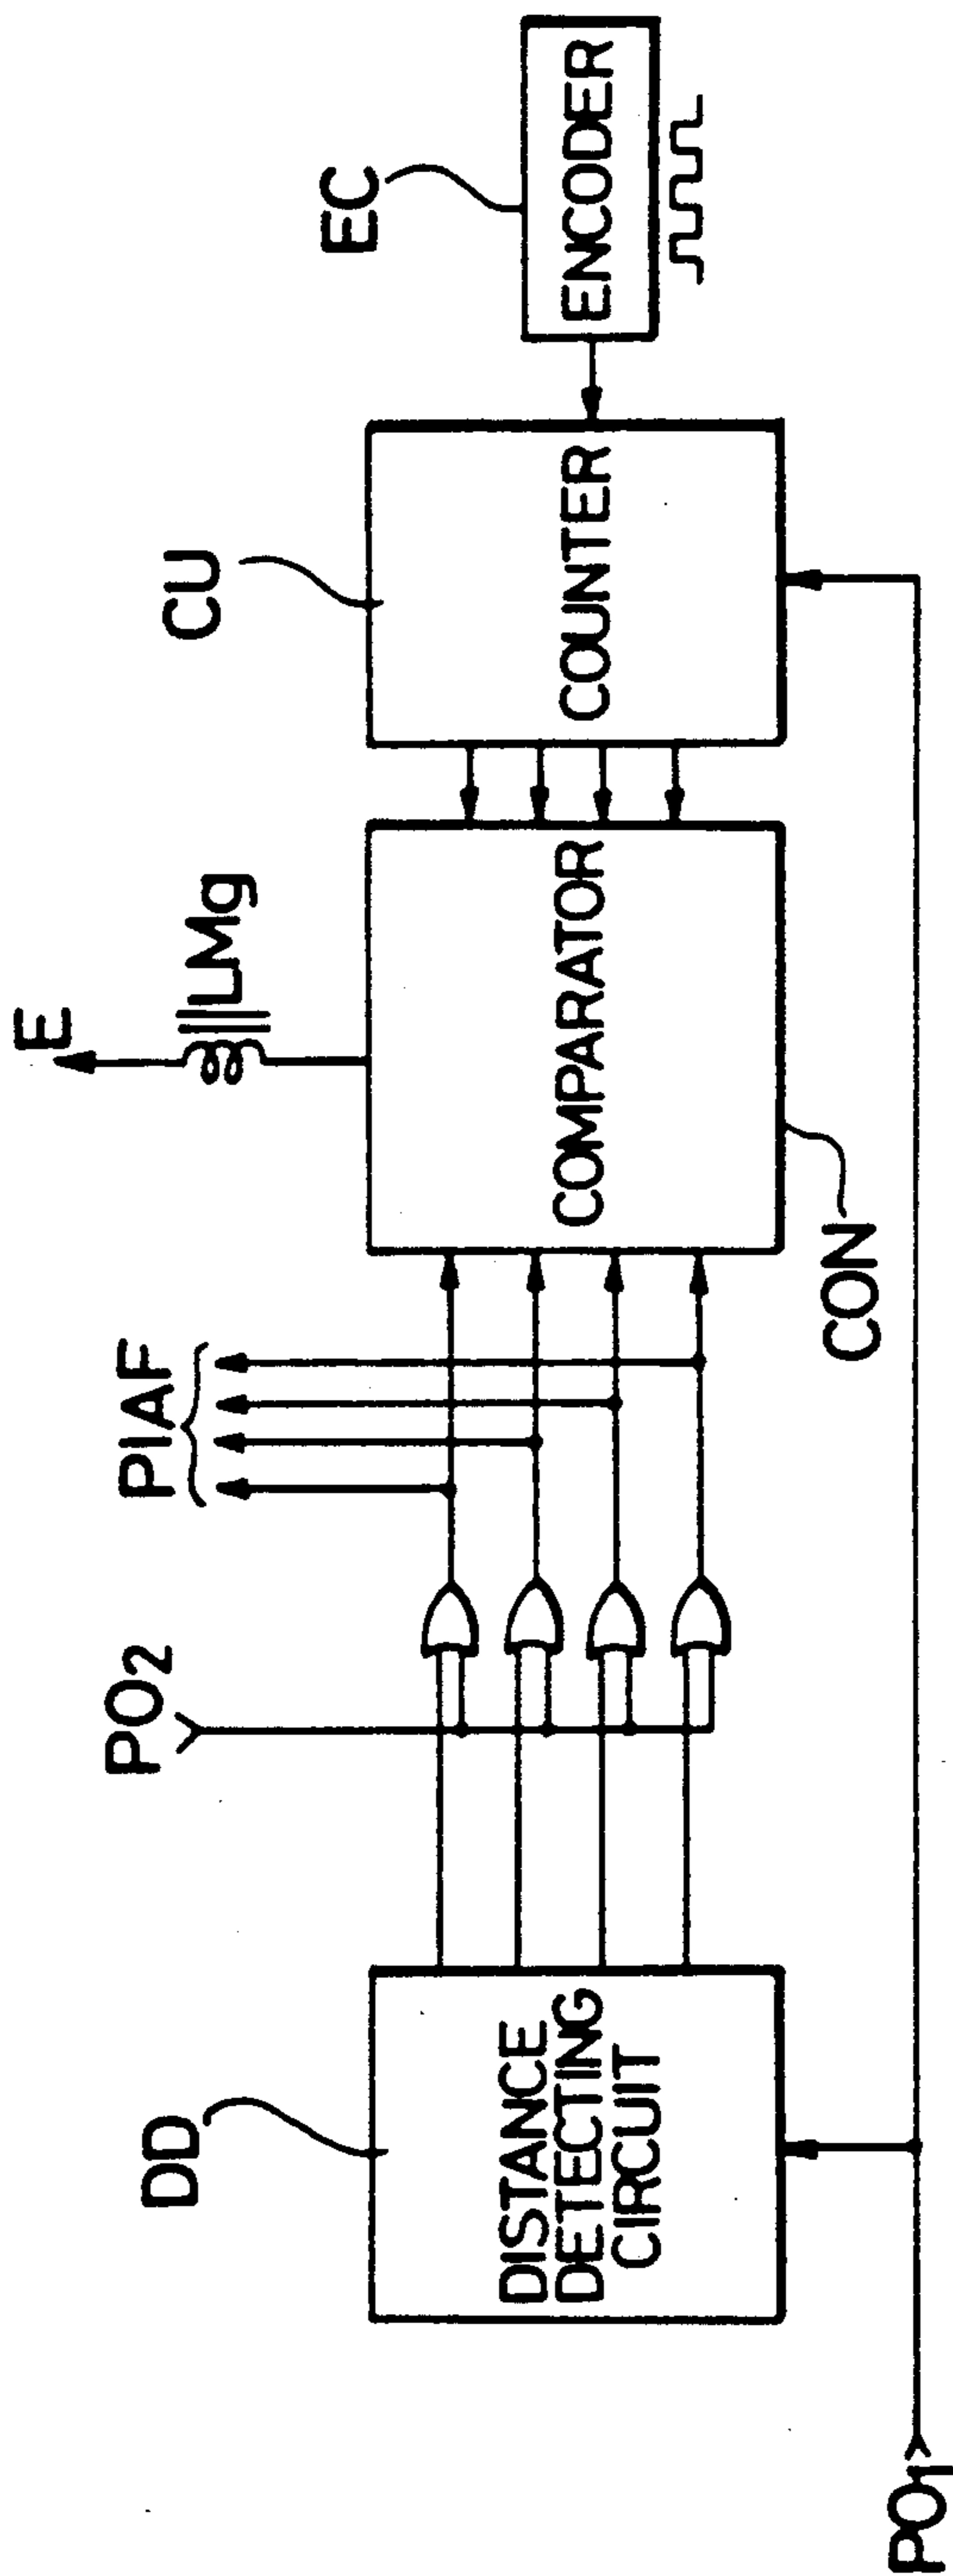 PO1
DD
DISTANCE
DETECTING
CIRCUIT
PO2
PIAF
E
LMg
COMPARATOR
CON
CU
COUNTER
EC
ENCODER